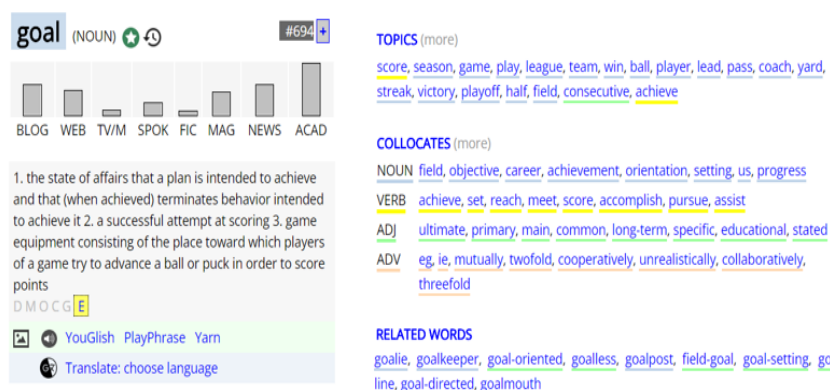 goal (NOUN) #694 +
BLOG WEB TV/M SPOK FIC MAG NEWS ACAD
1. the state of affairs that a plan is intended to achieve
and that (when achieved) terminates behavior intended
to achieve it 2. a successful attempt at scoring 3. game
equipment consisting of the place toward which players
of a game try to advance a ball or puck in order to score
points
D M O C G E
YouGlish PlayPhrase Yarn
Translate: choose language
TOPICS (more)
score, season, game, play, league, team, win, ball, player, lead, pass, coach, yard,
streak, victory, playoff, half, field, consecutive, achieve
COLLOCATES (more)
NOUN field, objective, career, achievement, orientation, setting, us, progress
VERB achieve, set, reach, meet, score, accomplish, pursue, assist
ADJ ultimate, primary, main, common, long-term, specific, educational, stated
ADV eg, ie, mutually, twofold, cooperatively, unrealistically, collaboratively,
threefold
RELATED WORDS
goalie, goalkeeper, goal-oriented, goalless, goalpost, field-goal, goal-setting,
line, goal-directed, goalmouth